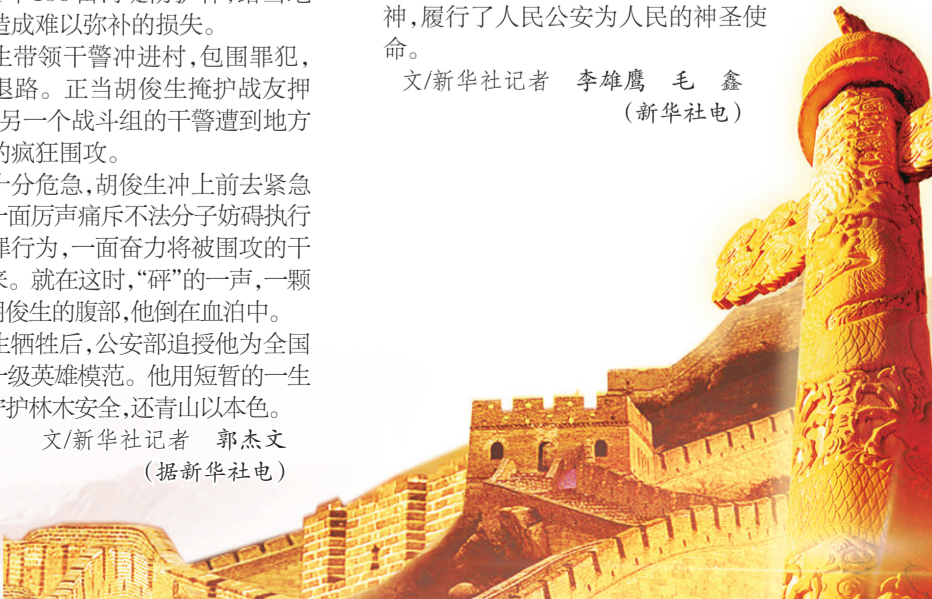 造成难以弥补的损失。
生带领干警冲进村,包围罪犯,
退路。正当胡俊生掩护战友押
另一个战斗组的干警遭到地方
的疯狂围攻。
十分危急,胡俊生冲上前去紧急
一面厉声痛斥不法分子妨碍执行
罪行为,一面奋力将被围攻的干
来。就在这时,“砰”的一声,一颗
胡俊生的腹部,他倒在血泊中。
生牺牲后,公安部追授他为全国
一级英雄模范。他用短暂的一生
守护林木安全,还青山以本色。
文/新华社记者 郭杰文
(据新华社电)
神,履行了人民公安为人民的神圣使
命。
文/新华社记者 李雄鹰 毛 鑫
(新华社电)